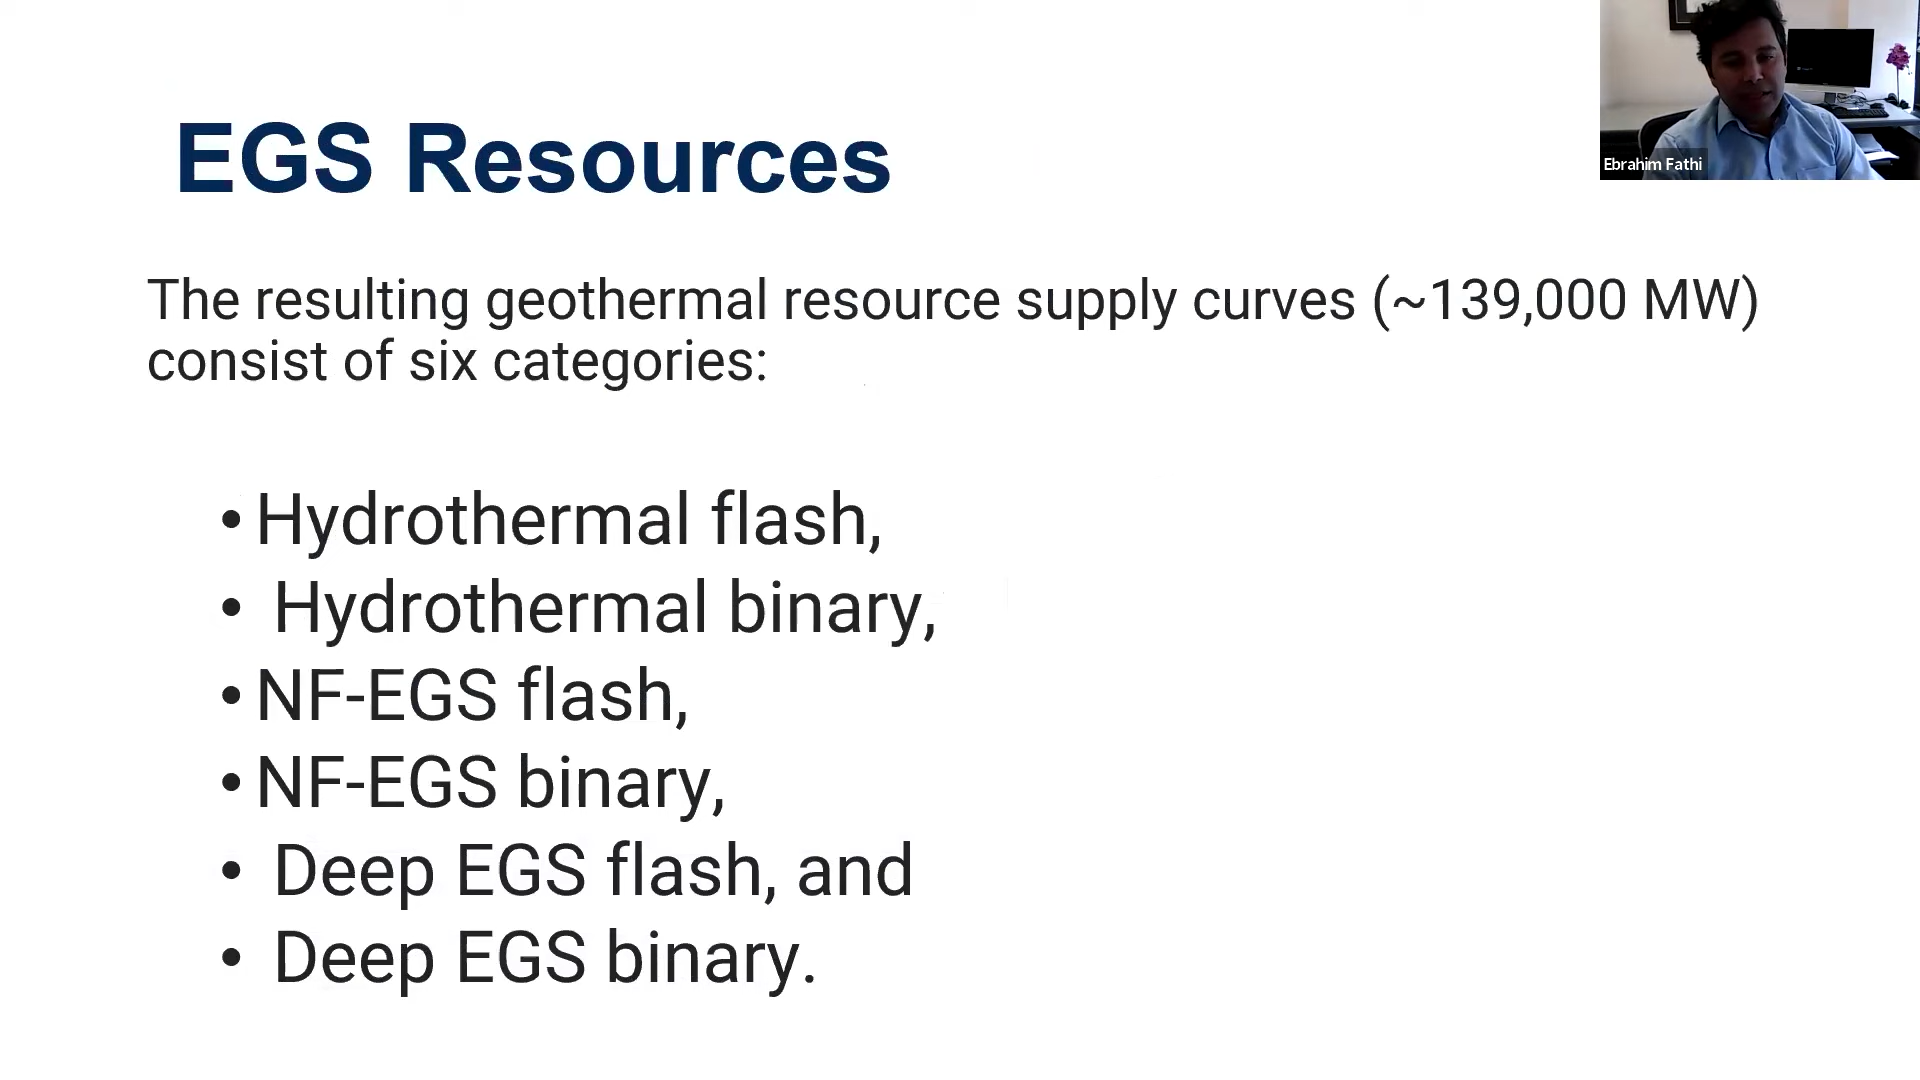 EGS Resources
Ebrahim Fathi
The resulting geothermal resource supply curves (~139,000 MW)
consist of six categories:
• Hydrothermal flash,
• Hydrothermal binary,
• NF-EGS flash,
• NF-EGS binary,
• Deep EGS flash, and
• Deep EGS binary.